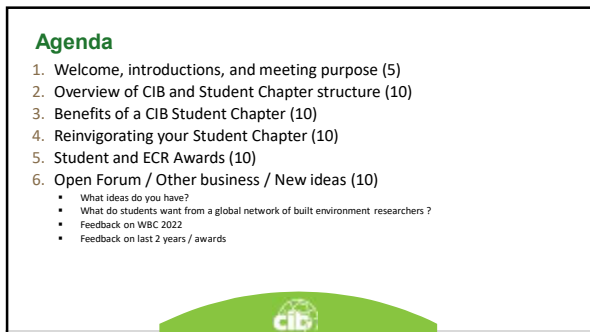 Agenda
1. Welcome, introductions, and meeting purpose (5)
2. Overview of CIB and Student Chapter structure (10)
3. Benefits of a CIB Student Chapter (10)
4. Reinvigorating your Student Chapter (10)
5. Student and ECR Awards (10)
6. Open Forum / Other business / New ideas (10)
▪ What ideas do you have?
▪ What do students want from a global network of built environment researchers ?
▪ Feedback on WBC 2022
▪ Feedback on last 2 years / awards
cib